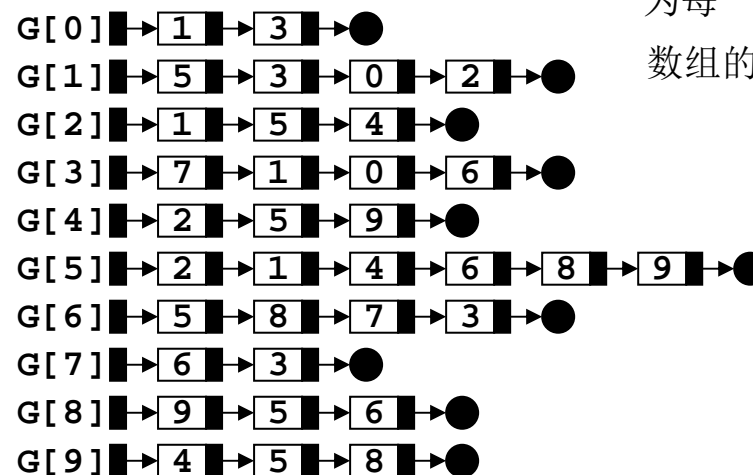 为每
数组的
G[0] 1 3
G[1] 5 3 0 2
G[2] 1 5 4
G[3] 7 1 0 6
G[4] 2 5 9
G[5] 2 1 4 6 8 9
G[6] 5 8 7 3
G[7] 6 3
G[8] 9 5 6
G[9] 4 5 8